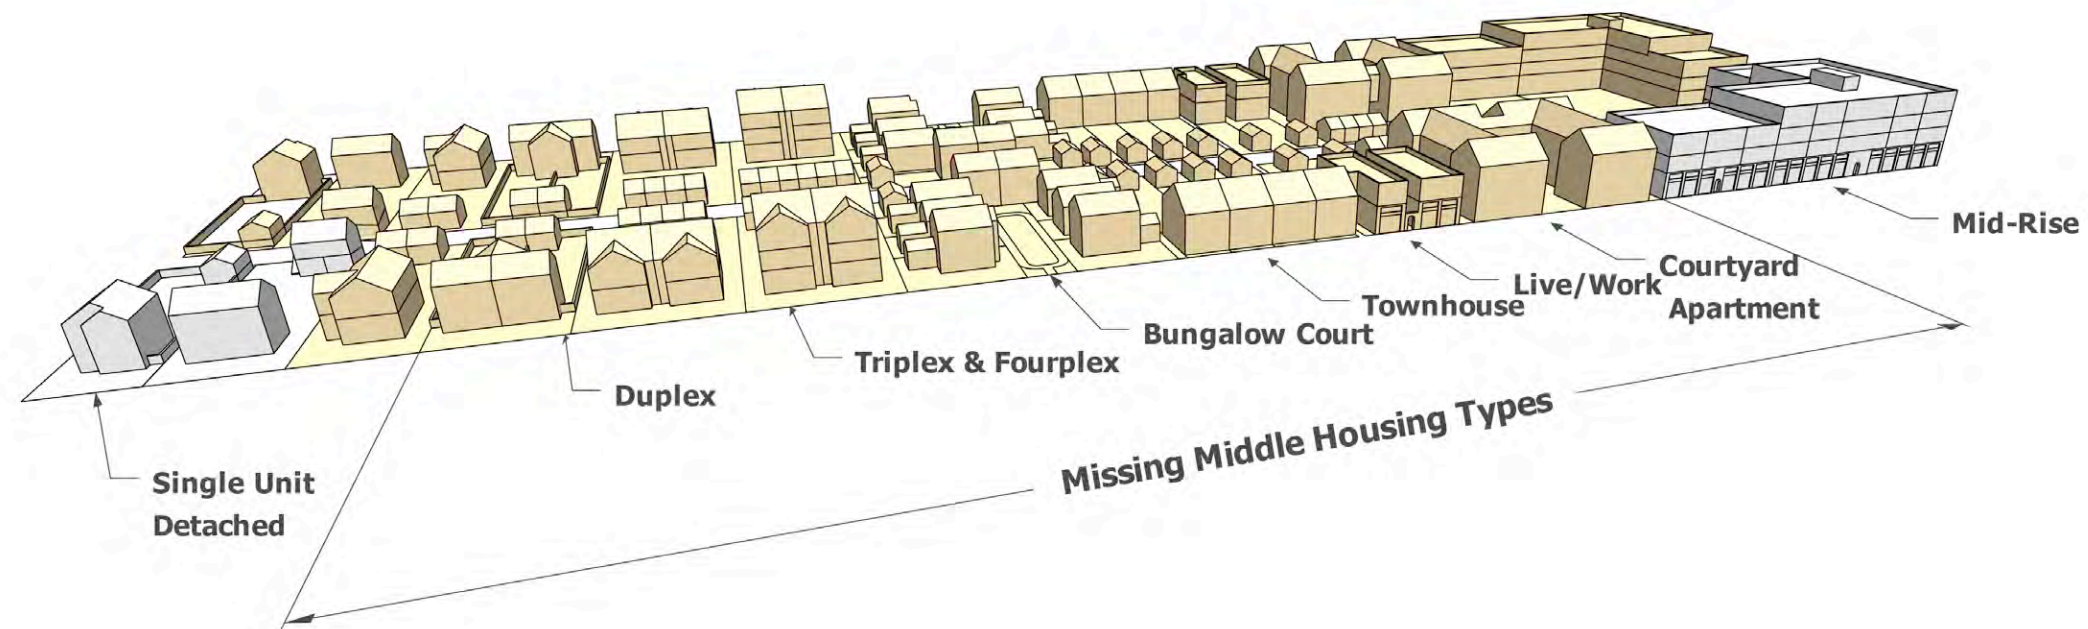 Single Unit
Detached
Duplex
Triplex & Fourplex
Bungalow Court
Townhouse
Live/Work
Courtyard
Apartment
Mid-Rise
Missing Middle Housing Types